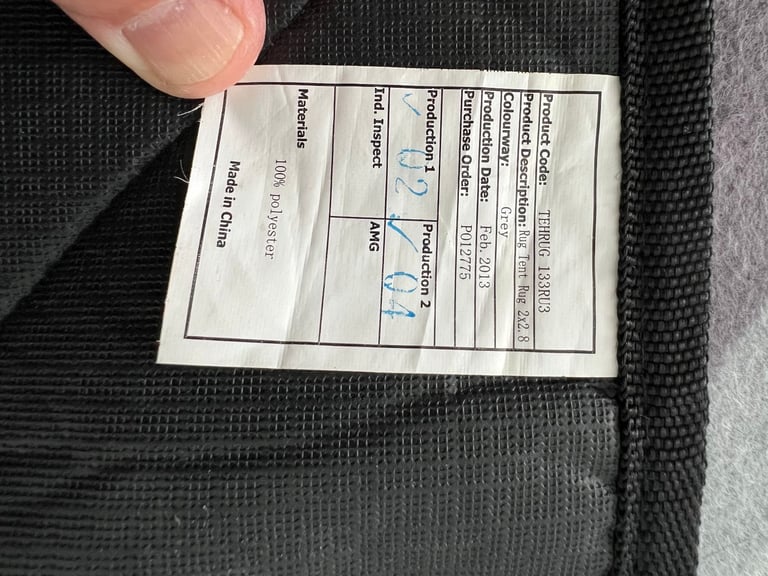 Product Code: TEHRUG 133RU3
Product Description: Rug Tent Rug 2x2.8
Colourway: Grey
Production Date: Feb 2013
Purchase Order: PO12775
Production 1 Production 2
✓ 02 ✓ 04
Ind. Inspect AMG
Materials
100% polyester
Made in China